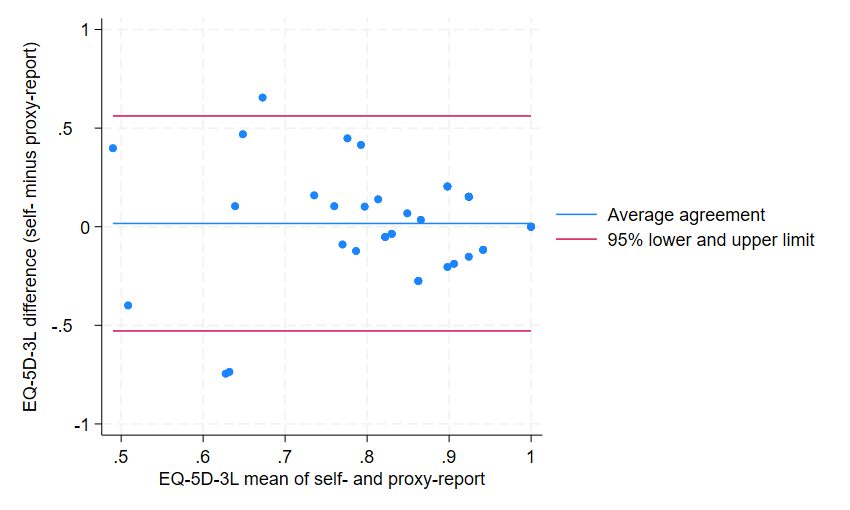 EQ-5D-3L difference (self- minus proxy-report)
1
.5
0
-.5
-1
.5
.6
.7
.8
.9
1
EQ-5D-3L mean of self- and proxy-report
Average agreement
95% lower and upper limit